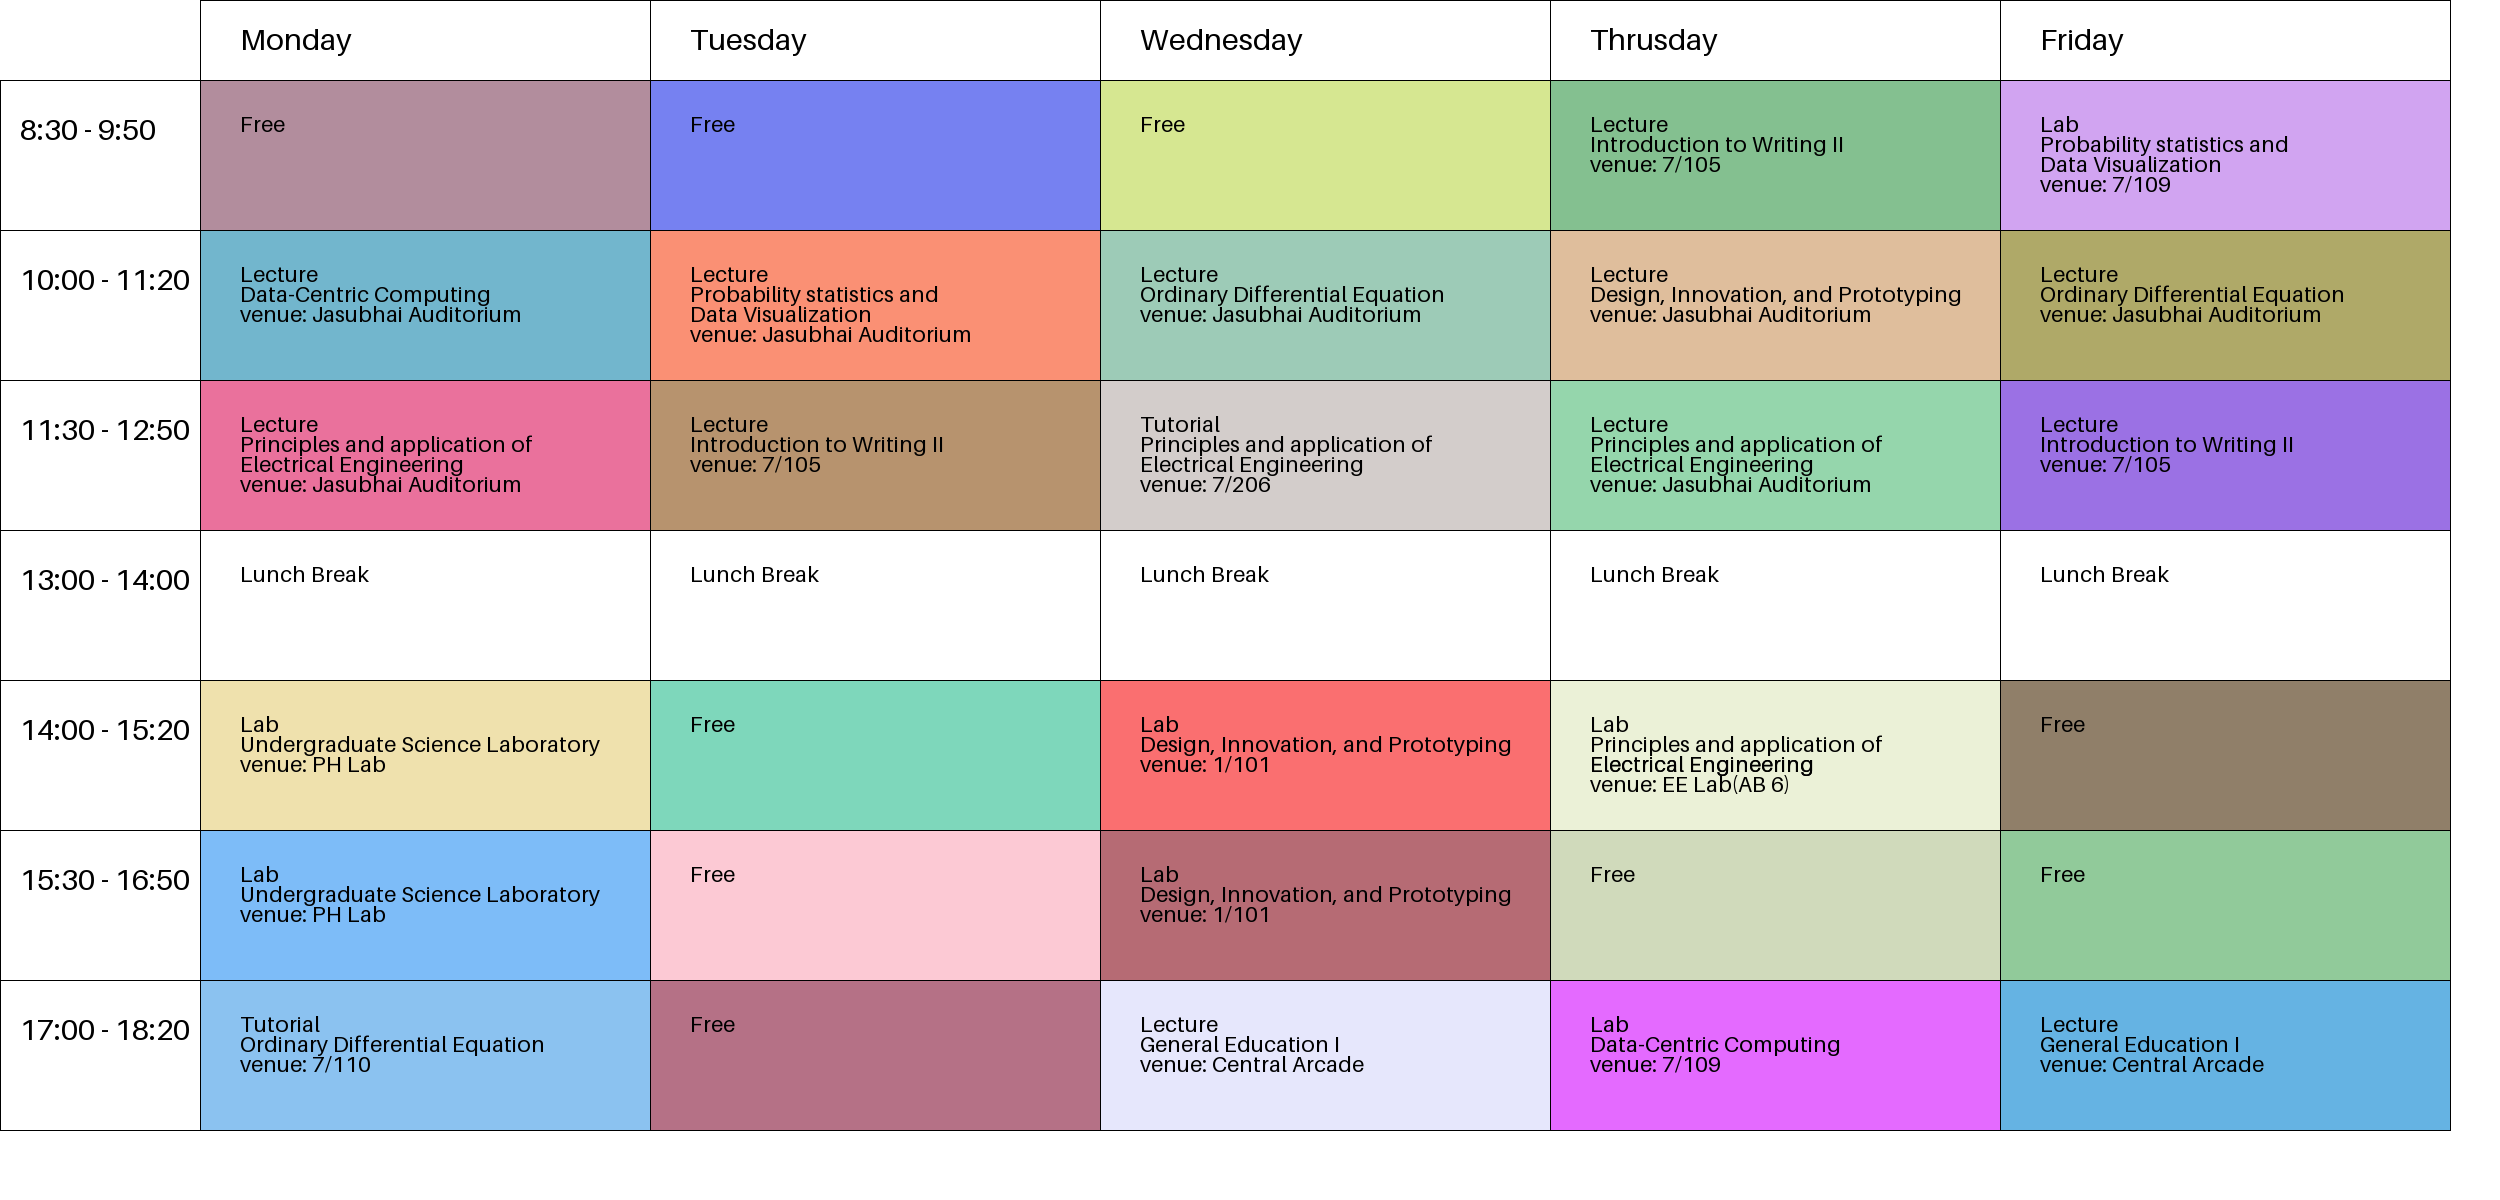 Monday
Tuesday
Wednesday
Thrusday
Friday
8:30 - 9:50
Free
Free
Free
Lecture
Introduction to Writing II
venue: 7/105
Lab
Probability statistics and
Data Visualization
venue: 7/109
10:00 - 11:20
Lecture
Data-Centric Computing
venue: Jasubhai Auditorium
Lecture
Probability statistics and
Data Visualization
venue: Jasubhai Auditorium
Lecture
Ordinary Differential Equation
venue: Jasubhai Auditorium
Lecture
Design, Innovation, and Prototyping
venue: Jasubhai Auditorium
Lecture
Ordinary Differential Equation
venue: Jasubhai Auditorium
11:30 - 12:50
Lecture
Principles and application of
Electrical Engineering
venue: Jasubhai Auditorium
Lecture
Introduction to Writing II
venue: 7/105
Tutorial
Principles and application of
Electrical Engineering
venue: 7/206
Lecture
Principles and application of
Electrical Engineering
venue: Jasubhai Auditorium
Lecture
Introduction to Writing II
venue: 7/105
13:00 - 14:00
Lunch Break
Lunch Break
Lunch Break
Lunch Break
Lunch Break
14:00 - 15:20
Lab
Undergraduate Science Laboratory
venue: PH Lab
Free
Lab
Design, Innovation, and Prototyping
venue: 1/101
Lab
Principles and application of
Electrical Engineering
venue: EE Lab(AB 6)
Free
15:30 - 16:50
Lab
Undergraduate Science Laboratory
venue: PH Lab
Free
Lab
Design, Innovation, and Prototyping
venue: 1/101
Free
Free
17:00 - 18:20
Tutorial
Ordinary Differential Equation
venue: 7/110
Free
Lecture
General Education I
venue: Central Arcade
Lab
Data-Centric Computing
venue: 7/109
Lecture
General Education I
venue: Central Arcade